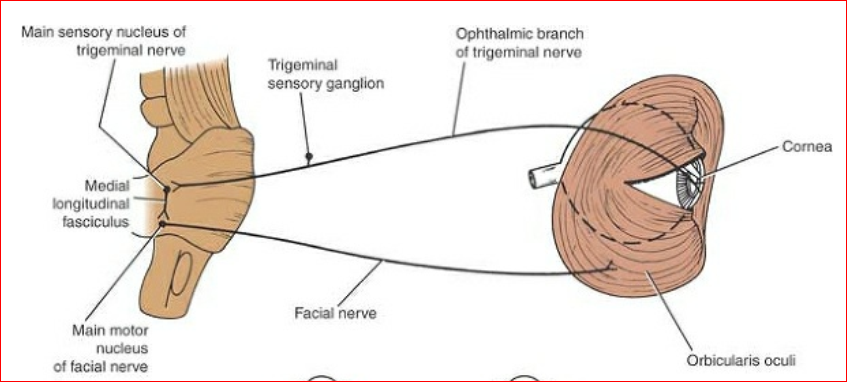 Main sensory nucleus of
trigeminal nerve
Ophthalmic branch
of trigeminal nerve
Trigeminal
sensory ganglion
Cornea
Medial
longitudinal
fasciculus
Facial nerve
Main motor
nucleus
of facial nerve
Orbicularis oculi